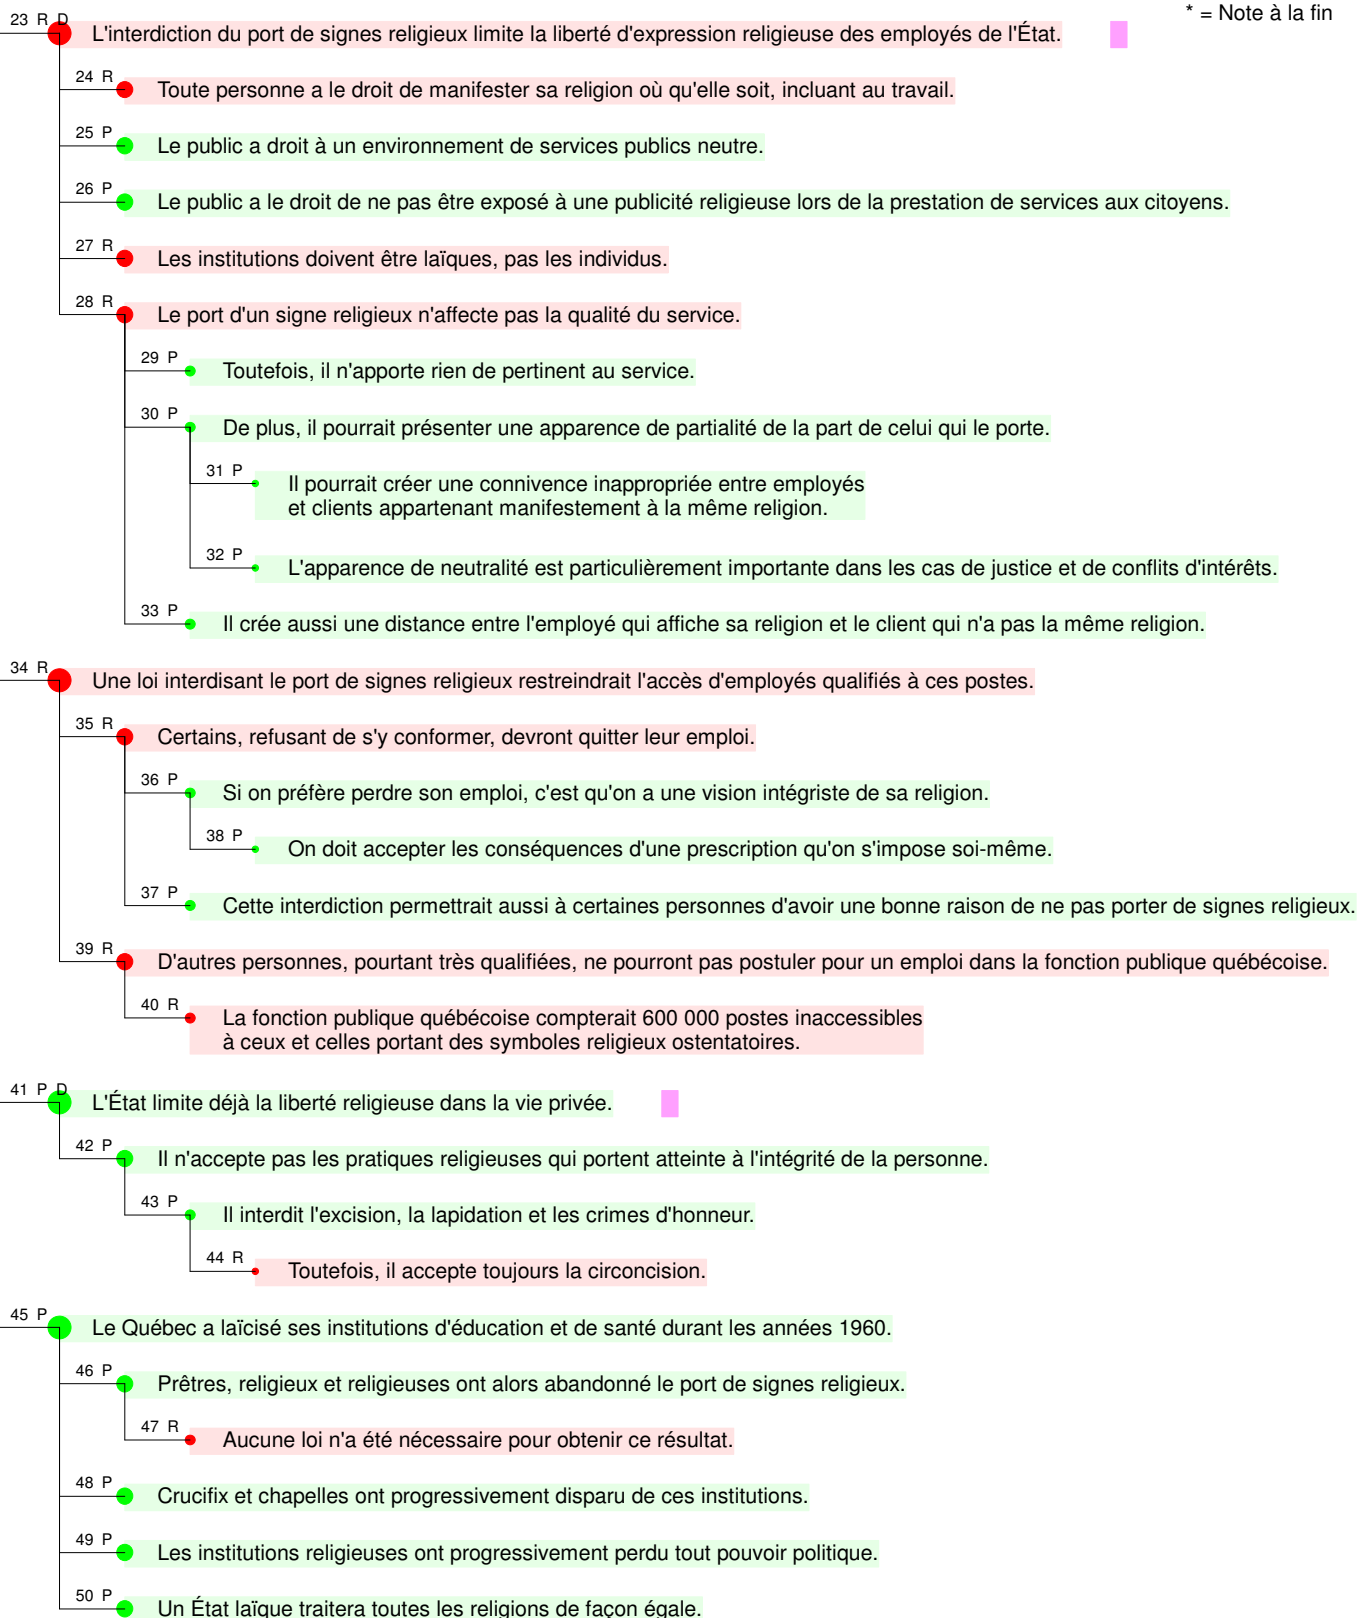 * = Note à la fin
23 R D
L'interdiction du port de signes religieux limite la liberté d'expression religieuse des employés de l'État.
24 R
Toute personne a le droit de manifester sa religion où qu'elle soit, incluant au travail.
25 P
Le public a droit à un environnement de services publics neutre.
26 P
Le public a le droit de ne pas être exposé à une publicité religieuse lors de la prestation de services aux citoyens.
27 R
Les institutions doivent être laïques, pas les individus.
28 R
Le port d'un signe religieux n'affecte pas la qualité du service.
29 P
Toutefois, il n'apporte rien de pertinent au service.
30 P
De plus, il pourrait présenter une apparence de partialité de la part de celui qui le porte.
31 P
Il pourrait créer une connivence inappropriée entre employés
et clients appartenant manifestement à la même religion.
32 P
L'apparence de neutralité est particulièrement importante dans les cas de justice et de conflits d'intérêts.
33 P
Il crée aussi une distance entre l'employé qui affiche sa religion et le client qui n'a pas la même religion.
34 R
Une loi interdisant le port de signes religieux restreindrait l'accès d'employés qualifiés à ces postes.
35 R
Certains, refusant de s'y conformer, devront quitter leur emploi.
36 P
Si on préfère perdre son emploi, c'est qu'on a une vision intégriste de sa religion.
38 P
On doit accepter les conséquences d'une prescription qu'on s'impose soi-même.
37 P
Cette interdiction permettrait aussi à certaines personnes d'avoir une bonne raison de ne pas porter de signes religieux.
39 R
D'autres personnes, pourtant très qualifiées, ne pourront pas postuler pour un emploi dans la fonction publique québécoise.
40 R
La fonction publique québécoise compterait 600 000 postes inaccessibles
à ceux et celles portant des symboles religieux ostentatoires.
41 P D
L'État limite déjà la liberté religieuse dans la vie privée.
42 P
Il n'accepte pas les pratiques religieuses qui portent atteinte à l'intégrité de la personne.
43 P
Il interdit l'excision, la lapidation et les crimes d'honneur.
44 R
Toutefois, il accepte toujours la circoncision.
45 P
Le Québec a laïcisé ses institutions d'éducation et de santé durant les années 1960.
46 P
Prêtres, religieux et religieuses ont alors abandonné le port de signes religieux.
47 R
Aucune loi n'a été nécessaire pour obtenir ce résultat.
48 P
Crucifix et chapelles ont progressivement disparu de ces institutions.
49 P
Les institutions religieuses ont progressivement perdu tout pouvoir politique.
50 P
Un État laïque traitera toutes les religions de façon égale.